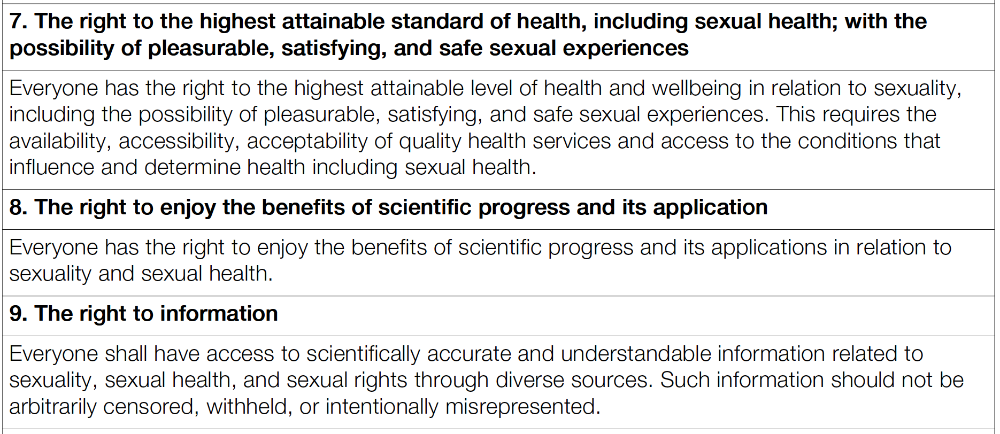 7. The right to the highest attainable standard of health, including sexual health; with the
possibility of pleasurable, satisfying, and safe sexual experiences
Everyone has the right to the highest attainable level of health and wellbeing in relation to sexuality,
including the possibility of pleasurable, satisfying, and safe sexual experiences. This requires the
availability, accessibility, acceptability of quality health services and access to the conditions that
influence and determine health including sexual health.
8. The right to enjoy the benefits of scientific progress and its application
Everyone has the right to enjoy the benefits of scientific progress and its applications in relation to
sexuality and sexual health.
9. The right to information
Everyone shall have access to scientifically accurate and understandable information related to
sexuality, sexual health, and sexual rights through diverse sources. Such information should not be
arbitrarily censored, withheld, or intentionally misrepresented.